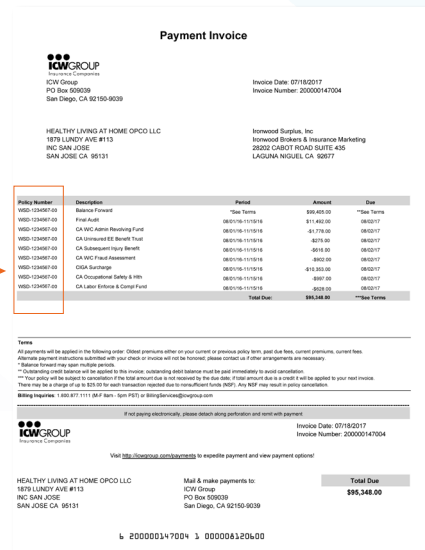 Payment Invoice
ICWGROUP
Insurance Companies
ICW Group
PO Box 509039
San Diego, CA 92150-9039
Invoice Date: 07/18/2017
Invoice Number: 200000147004
HEALTHY LIVING AT HOME OPCO LLC
1879 LUNDY AVE #113
INC SAN JOSE
SAN JOSE CA 95131
Ironwood Surplus, Inc
Ironwood Brokers & Insurance Marketing
28202 CABOT ROAD SUITE 435
LAGUNA NIGUEL CA 92677
Policy Number Description Period Amount Due
WSD-1234567-00 Balance Forward *See Terms $99,405.00 **See Terms
WSD-1234567-00 Final Audit 08/01/16-11/15/16 $11,492.00 08/02/17
WSD-1234567-00 CA W/C Admin Revolving Fund 08/01/16-11/15/16 -$1,778.00 08/02/17
WSD-1234567-00 CA Uninsured EE Benefit Trust 08/01/16-11/15/16 -$275.00 08/02/17
WSD-1234567-00 CA Subsequent Injury Benefit 08/01/16-11/15/16 -$616.00 08/02/17
WSD-1234567-00 CA W/C Fraud Assessment 08/01/16-11/15/16 -$902.00 08/02/17
WSD-1234567-00 CIGA Surcharge 08/01/16-11/15/16 -$10,353.00 08/02/17
WSD-1234567-00 CA Occupational Safety & Hlth 08/01/16-11/15/16 -$997.00 08/02/17
WSD-1234567-00 CA Labor Enforce & Compl Fund 08/01/16-11/15/16 -$628.00 08/02/17
Total Due: $95,348.00 ***See Terms
Terms
All payments will be applied in the following order: Oldest premiums either on your current or previous policy term, past due fees, current premiums, current fees.
Alternate payment instructions submitted with your check or invoice will not be honored; please contact us if other arrangements are necessary.
* Balance forward may span multiple periods.
** Outstanding credit balance will be applied to this invoice; outstanding debit balance must be paid immediately to avoid cancellation
*** Your policy will be subject to cancellation if the total amount due is not received by the due date; if total amount due is a credit it will be applied to your next invoice.
There may be a charge of up to $25.00 for each transaction rejected due to nonsufficient funds (NSF). Any NSF may result in policy cancellation.
Billing Inquiries: 1.800.877.1111 (M-F 8am - 5pm PST) or BillingServices@icwgroup.com
If not paying electronically, please detach along perforation and remit with payment
ICWGROUP
Insurance Companies
Invoice Date: 07/18/2017
Invoice Number: 200000147004
Visit http://icwgroup.com/payments to expedite payment and view payment options!
HEALTHY LIVING AT HOME OPCO LLC
1879 LUNDY AVE #113
INC SAN JOSE
SAN JOSE CA 95131
Mail & make payments to:
ICW Group
PO Box 509039
San Diego, CA 92150-9039
Total Due
$95,348.00
6 200000147004 1 000008120600